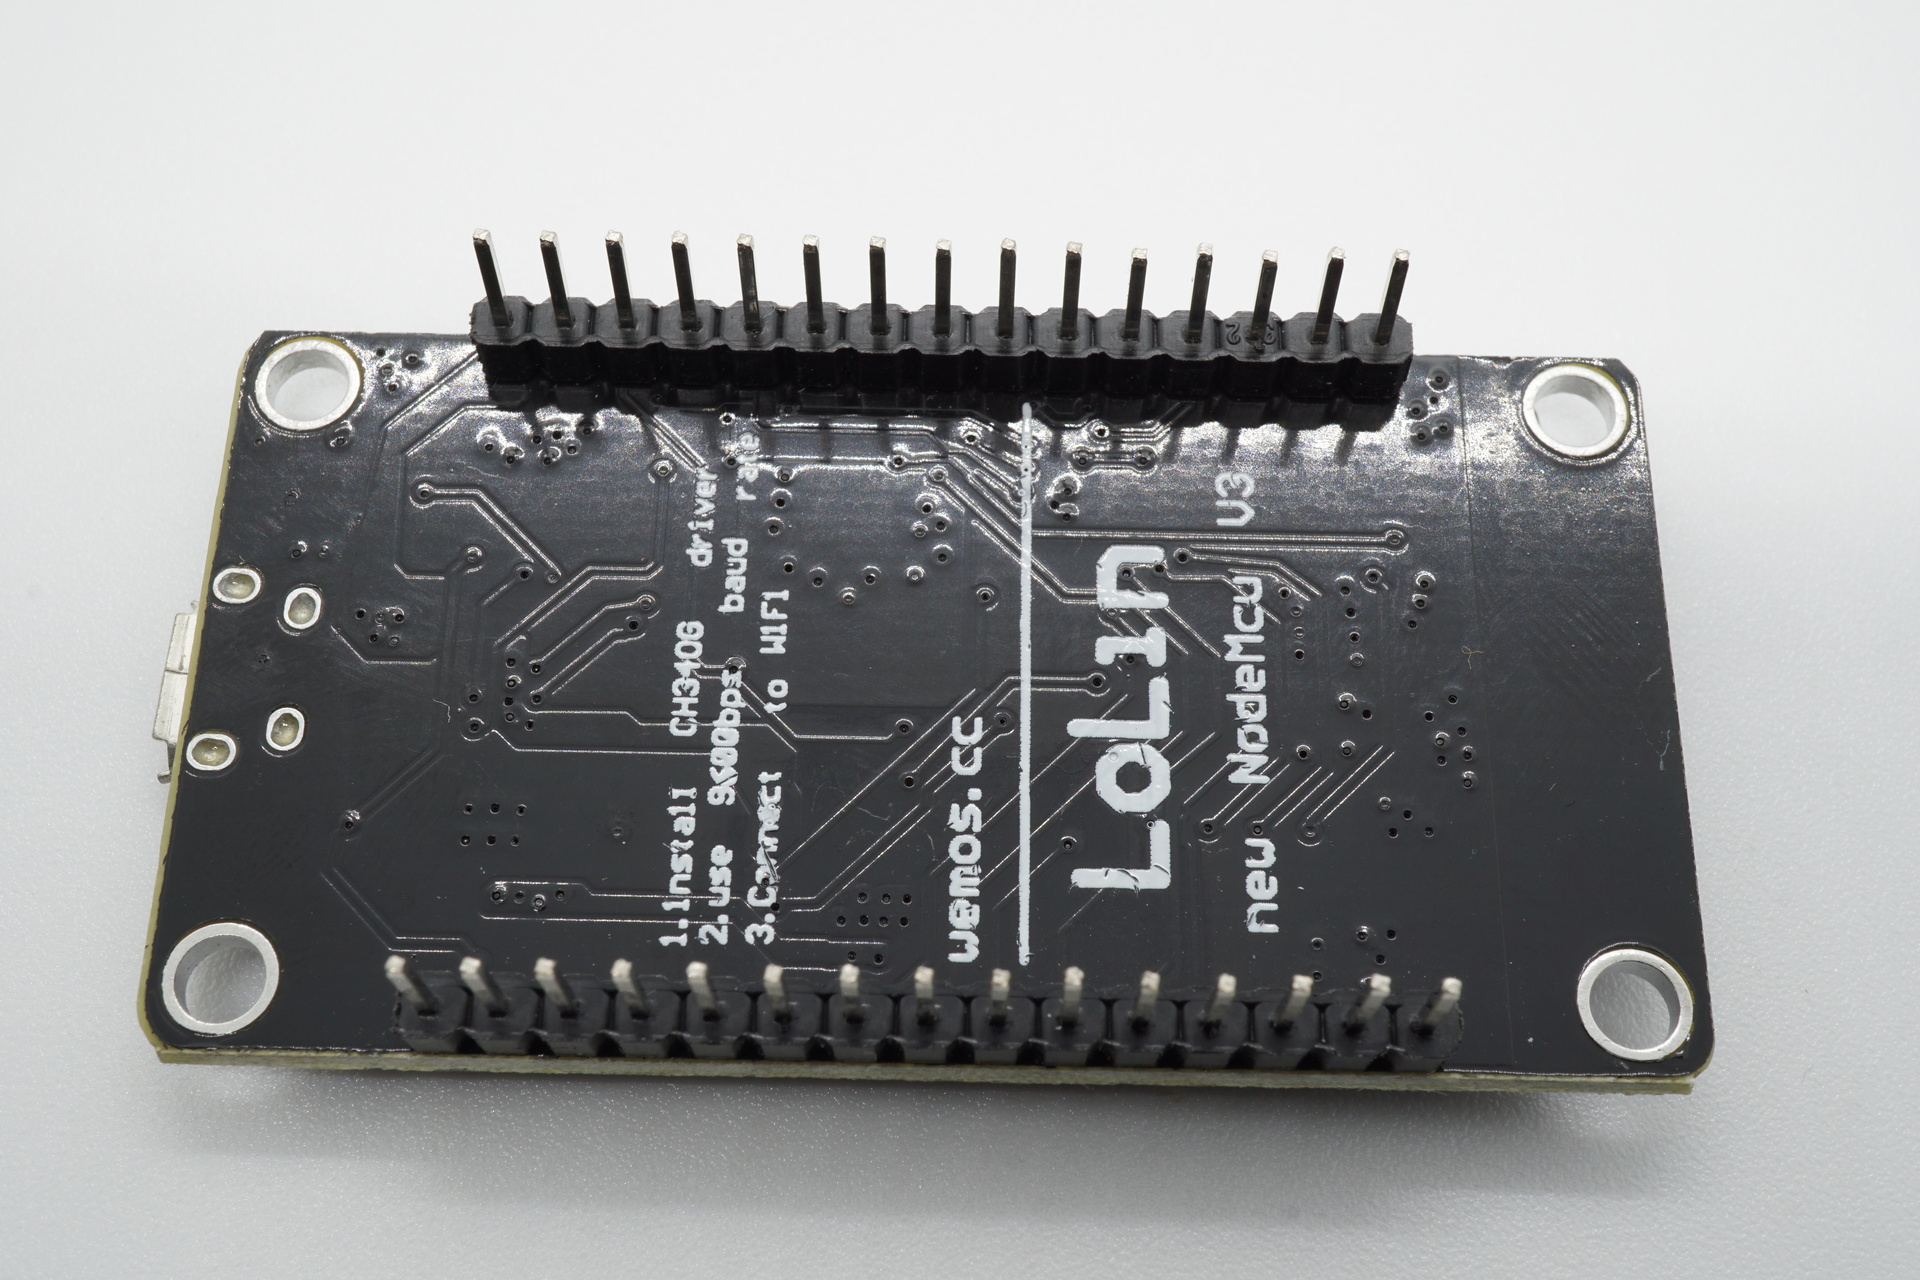 1.Install CH340G driver
2.use 9600bps baud rate
3.Connect to WiFi
wemos.cc
LoLin
new NodeMcu V3